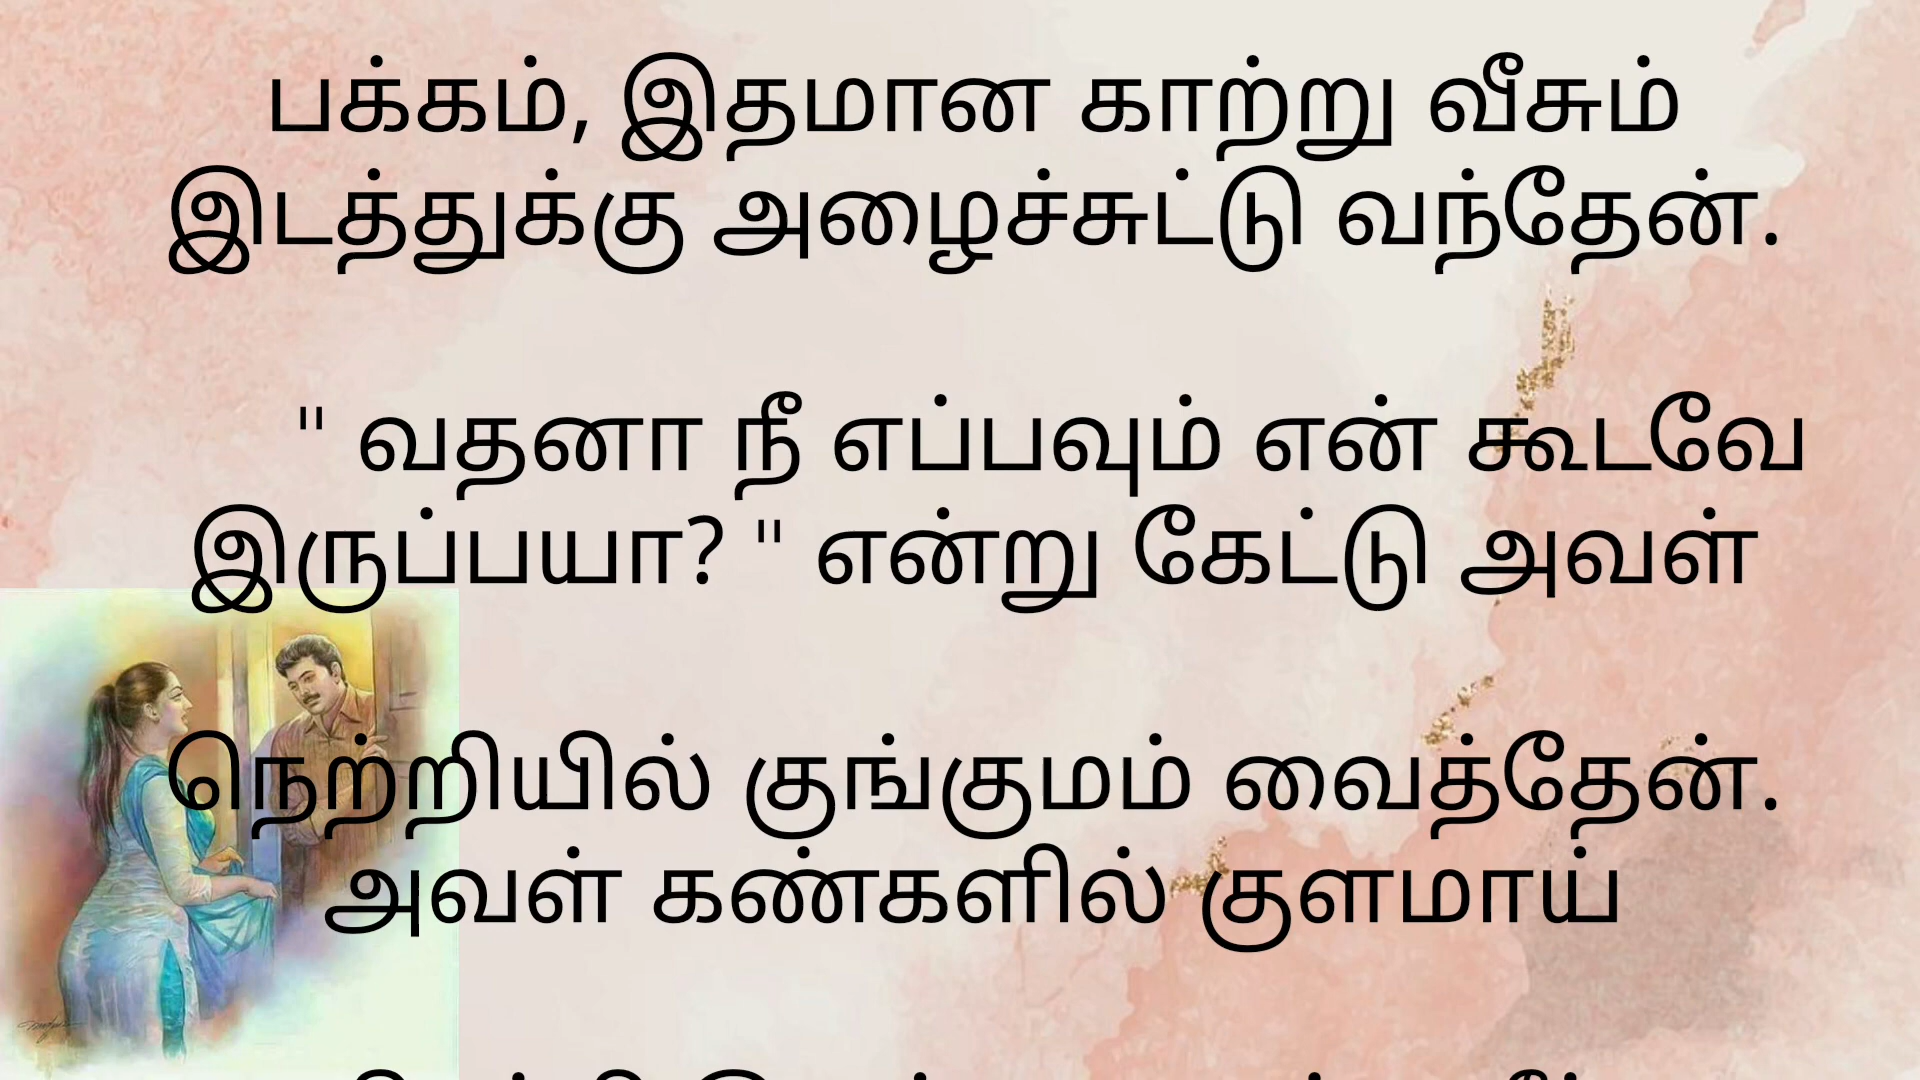 பக்கம், இதமான காற்று வீசும்
இடத்துக்கு அழைச்சுட்டு வந்தேன்.
" வதனா நீ எப்பவும் என் கூடவே
இருப்பயா? " என்று கேட்டு அவள்
நெற்றியில் குங்குமம் வைத்தேன்.
அவள் கண்களில் குளமாய்